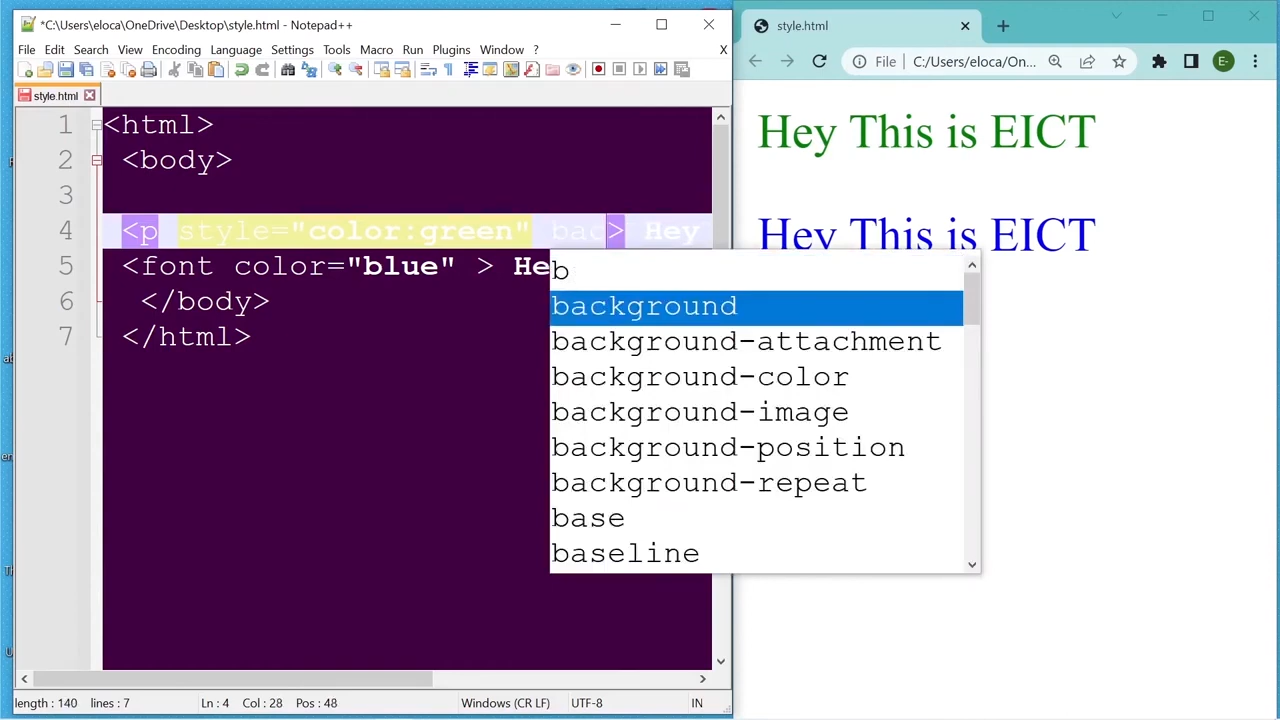 *C:\Users\eloca\OneDrive\Desktop\style.html - Notepad++
File Edit Search View Encoding Language Settings Tools Macro Run Plugins Window ? X
style.html
1 <html>
2 <body>
3
4 <p style="color:green" bac> Hey
5 <font color="blue" > He
6 </body>
7 </html>
b
background
background-attachment
background-color
background-image
background-position
background-repeat
base
baseline
length : 140 lines : 7 Ln : 4 Col : 28 Pos : 48 Windows (CR LF) UTF-8 IN
style.html
File C:/Users/eloca/On... E-
Hey This is EICT
Hey This is EICT